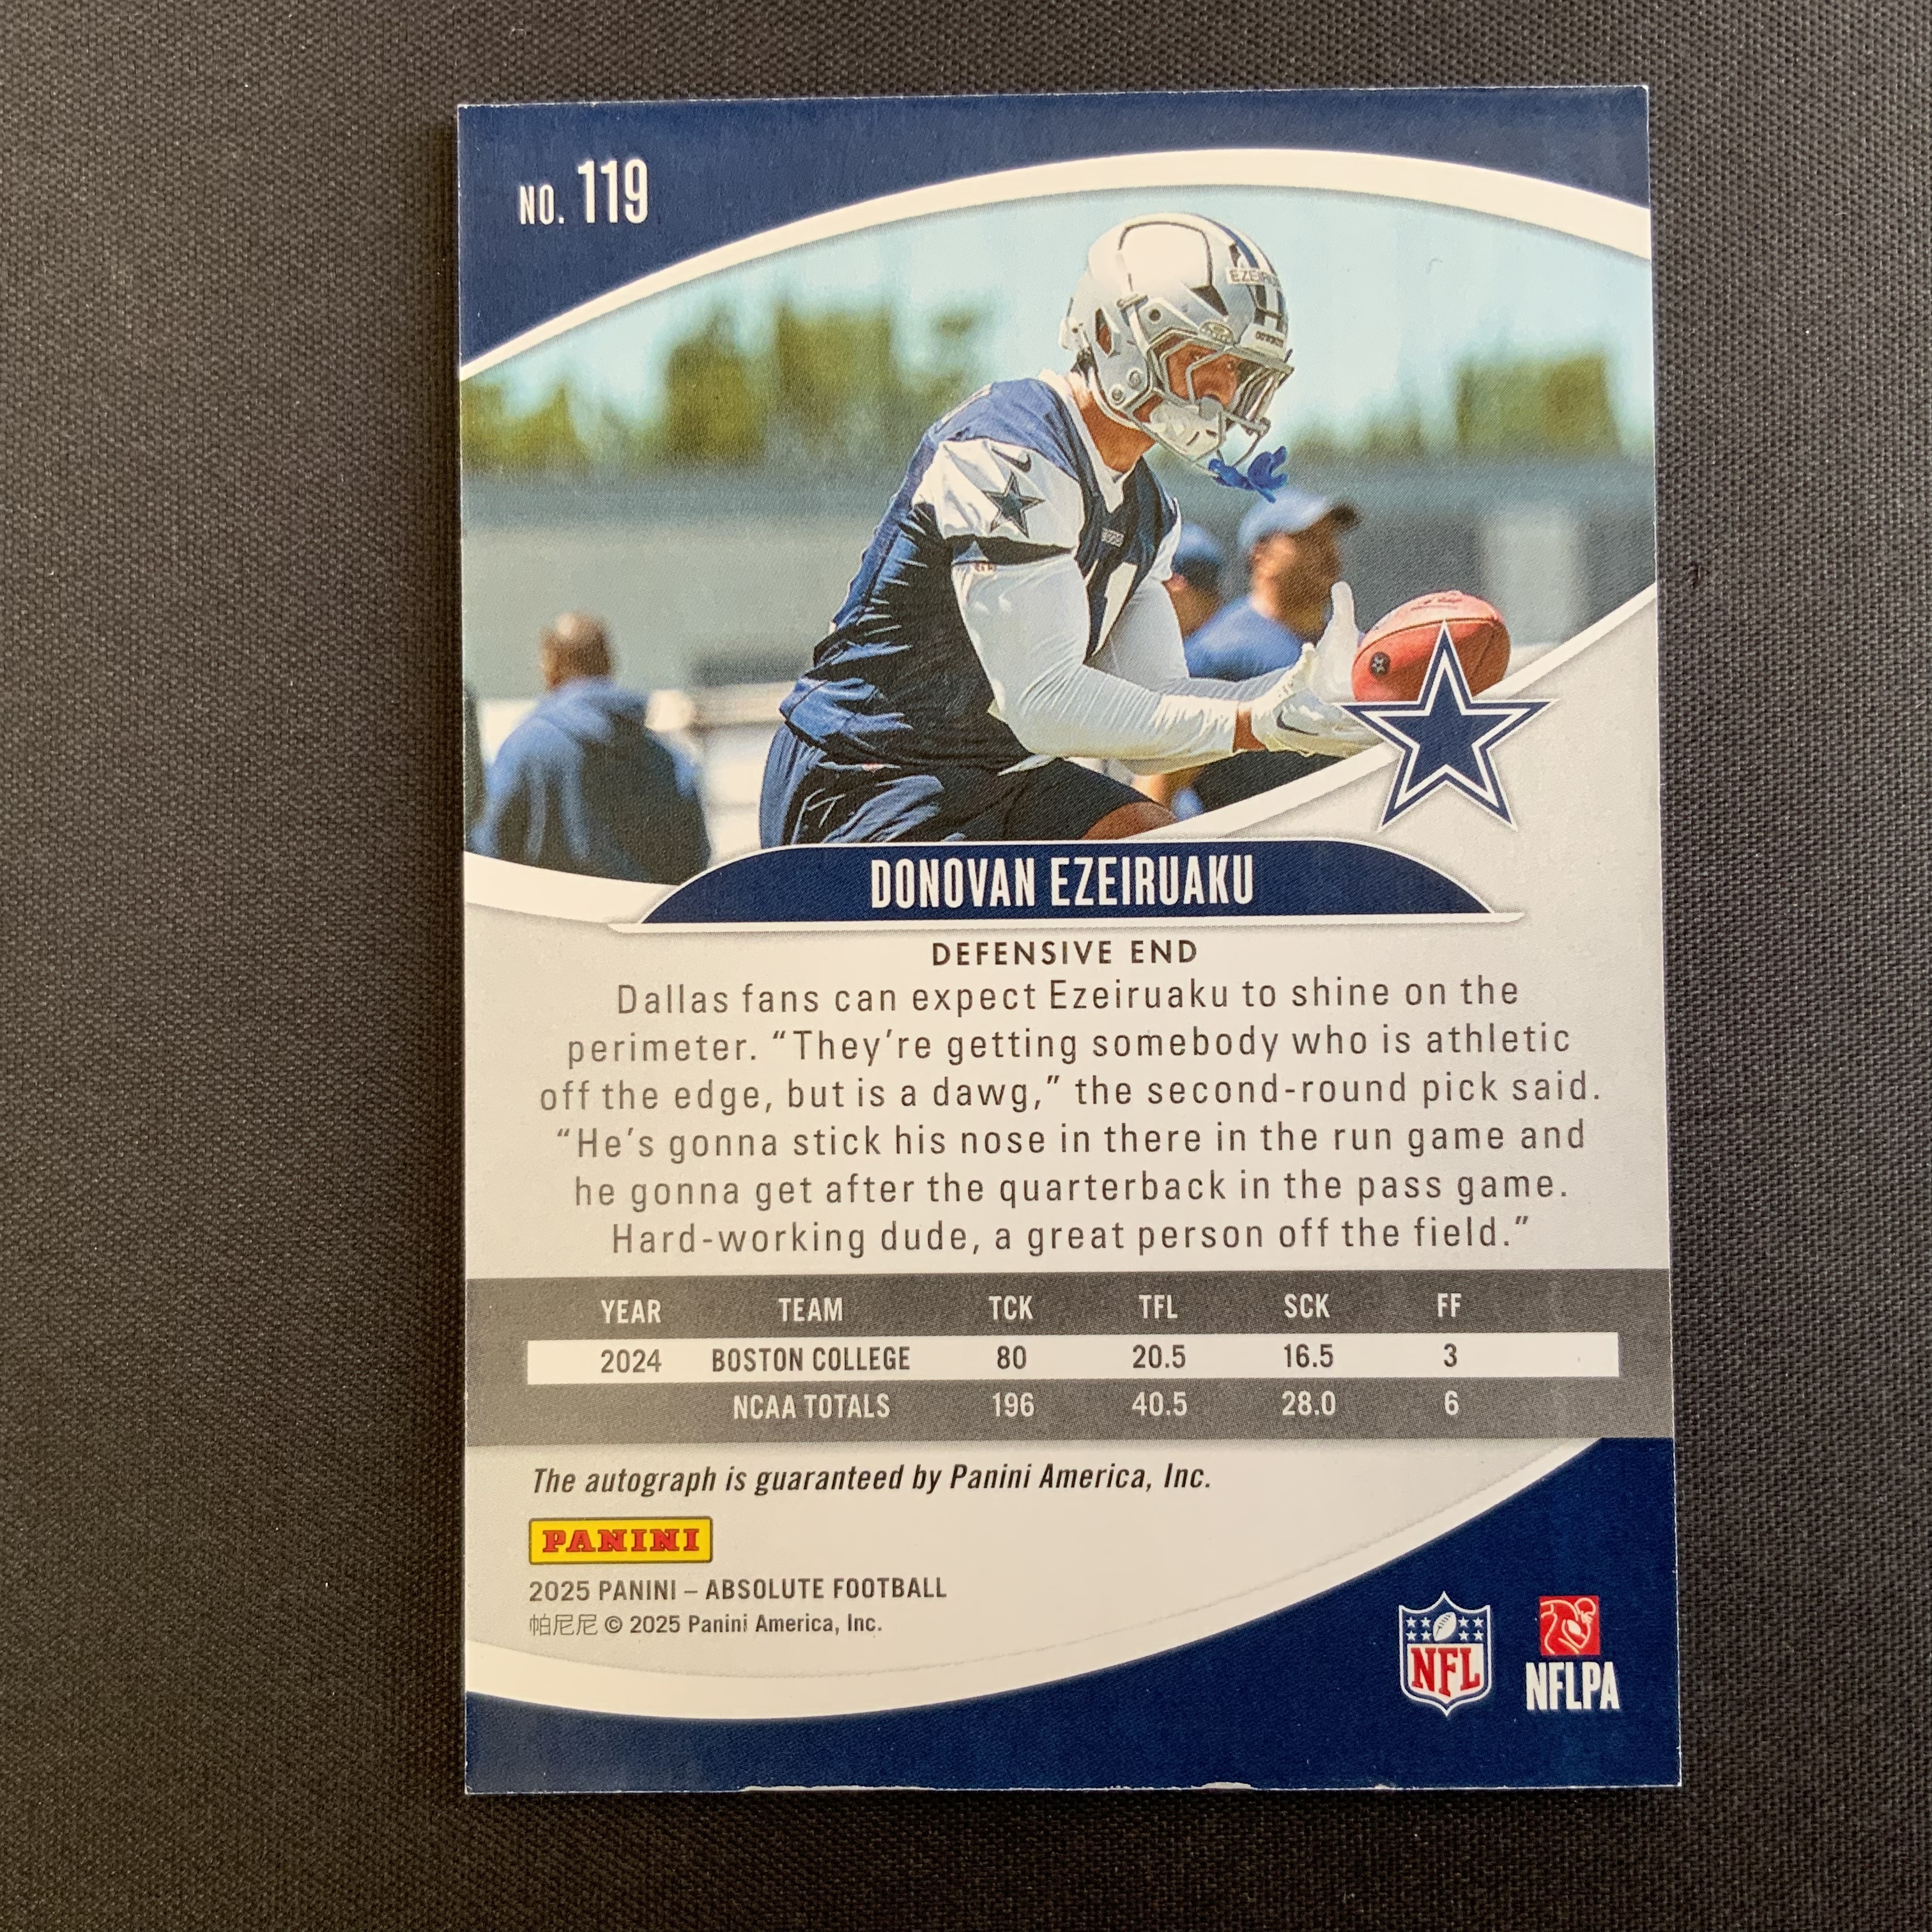 NO. 119
DONOVAN EZEIRUAKU
DEFENSIVE END
Dallas fans can expect Ezeiruaku to shine on the
perimeter. “They’re getting somebody who is athletic
off the edge, but is a dawg,” the second-round pick said.
“He’s gonna stick his nose in there in the run game and
he gonna get after the quarterback in the pass game.
Hard-working dude, a great person off the field.”
YEAR TEAM TCK TFL SCK FF
2024 BOSTON COLLEGE 80 20.5 16.5 3
NCAA TOTALS 196 40.5 28.0 6
The autograph is guaranteed by Panini America, Inc.
PANINI
2025 PANINI – ABSOLUTE FOOTBALL
帕尼尼 © 2025 Panini America, Inc.
NFL
NFLPA